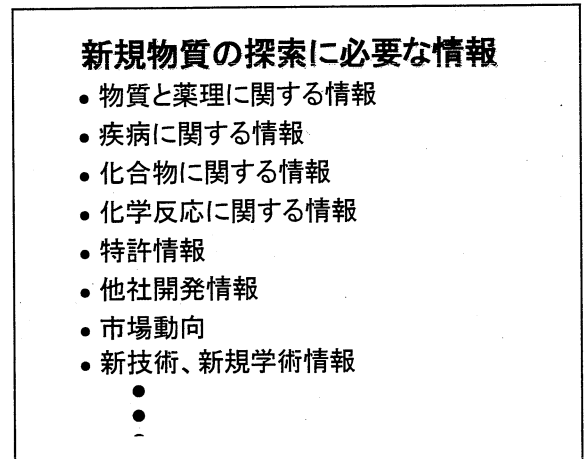 新規物質の探索に必要な情報
● 物質と薬理に関する情報
● 疾病に関する情報
● 化合物に関する情報
● 化学反応に関する情報
● 特許情報
● 他社開発情報
● 市場動向
● 新技術、新規学術情報
●
●